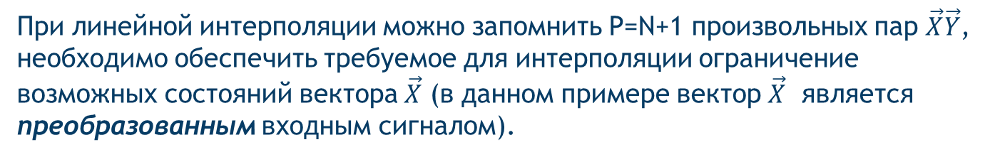 При линейной интерполяции можно запомнить P=N+1 произвольных пар $\vec{X}\vec{Y}$,
необходимо обеспечить требуемое для интерполяции ограничение
возможных состояний вектора $\vec{X}$ (в данном примере вектор $\vec{X}$ является
преобразованным входным сигналом).